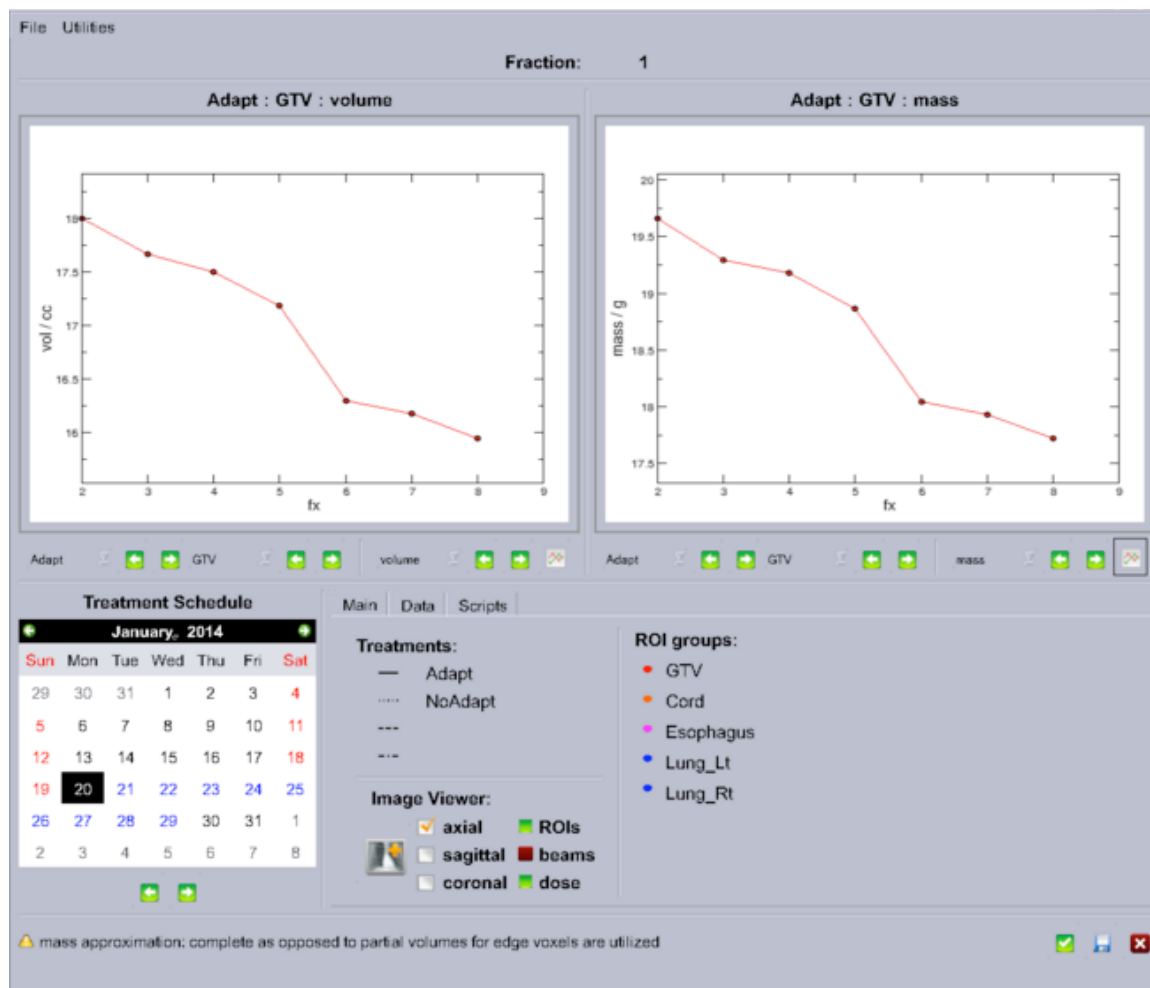 File Utilities
Fraction: 1
Adapt : GTV : volume
18
17.5
17
16.5
16
vol / cc
2 3 4 5 6 7 8 9
fx
Adapt GTV volume
Adapt : GTV : mass
20
19.5
19
18.5
18
17.5
mass / g
2 3 4 5 6 7 8 9
fx
Adapt GTV mass
Treatment Schedule
January, 2014
Sun Mon Tue Wed Thu Fri Sat
29 30 31 1 2 3 4
5 6 7 8 9 10 11
12 13 14 15 16 17 18
19 20 21 22 23 24 25
26 27 28 29 30 31 1
2 3 4 5 6 7 8
Main Data Scripts
Treatments:
Adapt
NoAdapt
Image Viewer:
axial ROIs
sagittal beams
coronal dose
ROI groups:
GTV
Cord
Esophagus
Lung_Lt
Lung_Rt
mass approximation: complete as opposed to partial volumes for edge voxels are utilized